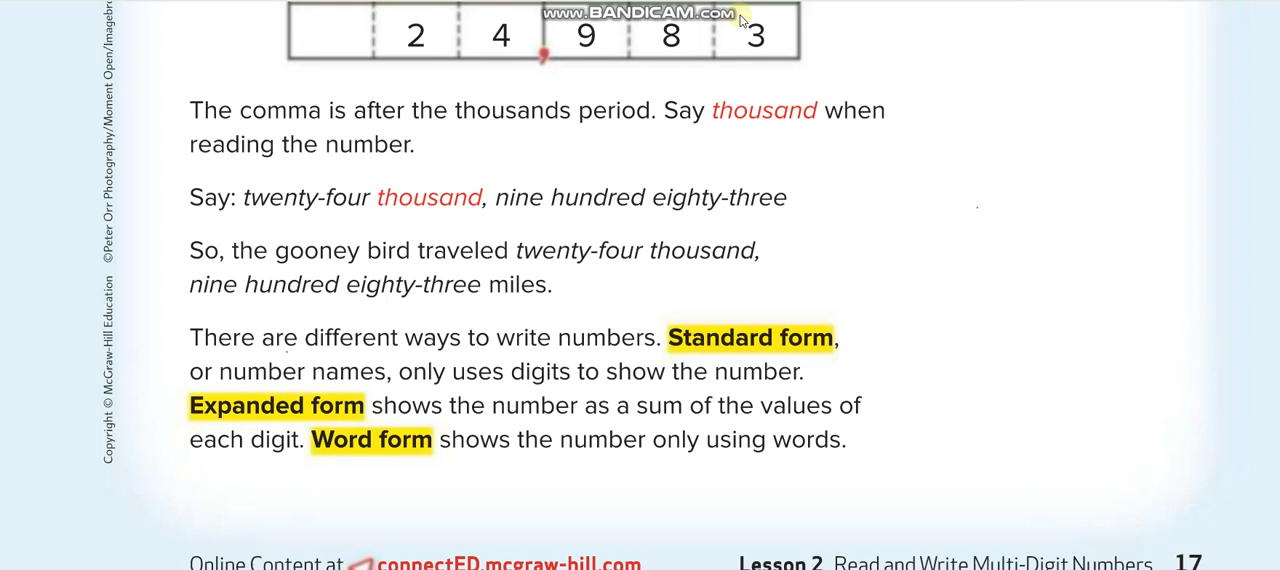 www.BANDICAM.com
2 4 , 9 8 3
The comma is after the thousands period. Say thousand when
reading the number.
Say: twenty-four thousand, nine hundred eighty-three
So, the gooney bird traveled twenty-four thousand,
nine hundred eighty-three miles.
There are different ways to write numbers. Standard form,
or number names, only uses digits to show the number.
Expanded form shows the number as a sum of the values of
each digit. Word form shows the number only using words.
Copyright © McGraw-Hill Education ©Peter Orr Photography/Moment Open/
Online Content at connectED.mcgraw-hill.com
Lesson 2 Read and Write Multi-Digit Numbers 17